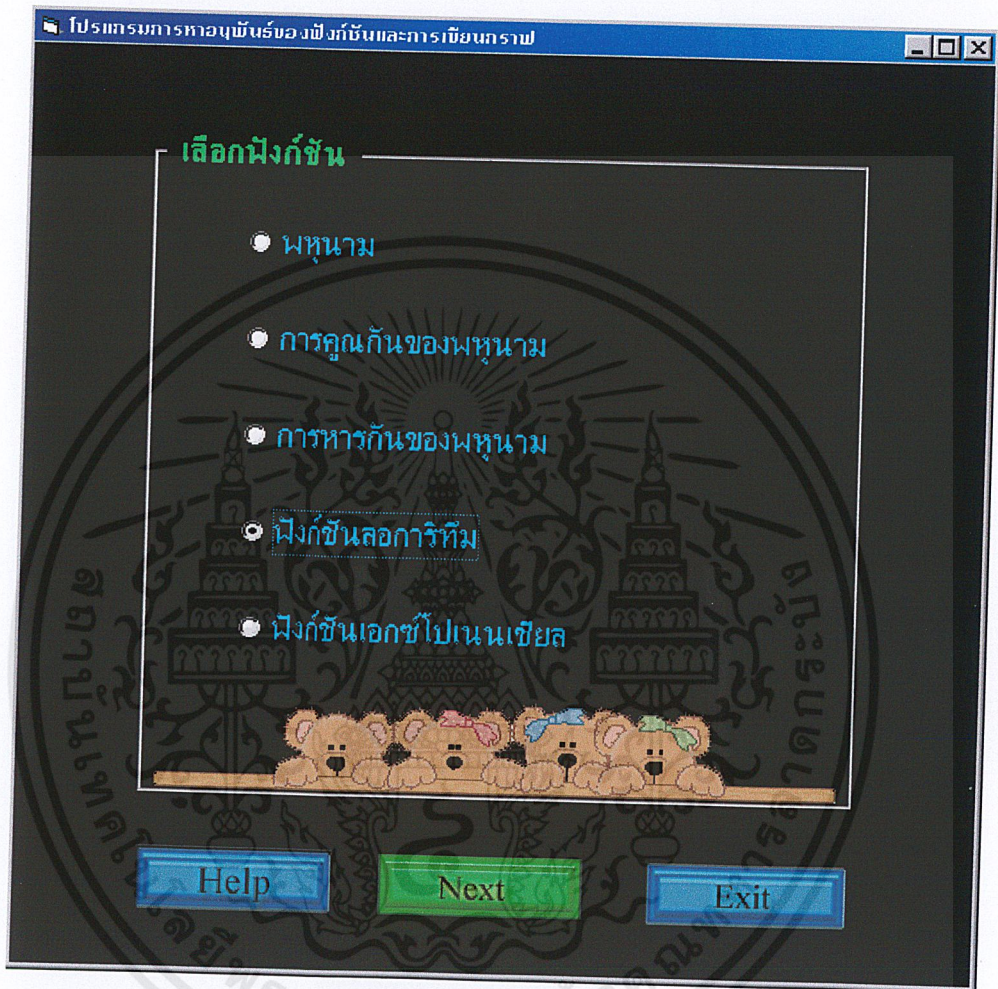 โปรแกรมการหาอนุพันธ์ของฟังก์ชันและการเขียนกราฟ
เลือกฟังก์ชัน
พหุนาม
การคูณกันของพหุนาม
การหารกันของพหุนาม
ฟังก์ชันลอการิทึม
ฟังก์ชันเอกซ์โปเนนเชียล
Help
Next
Exit